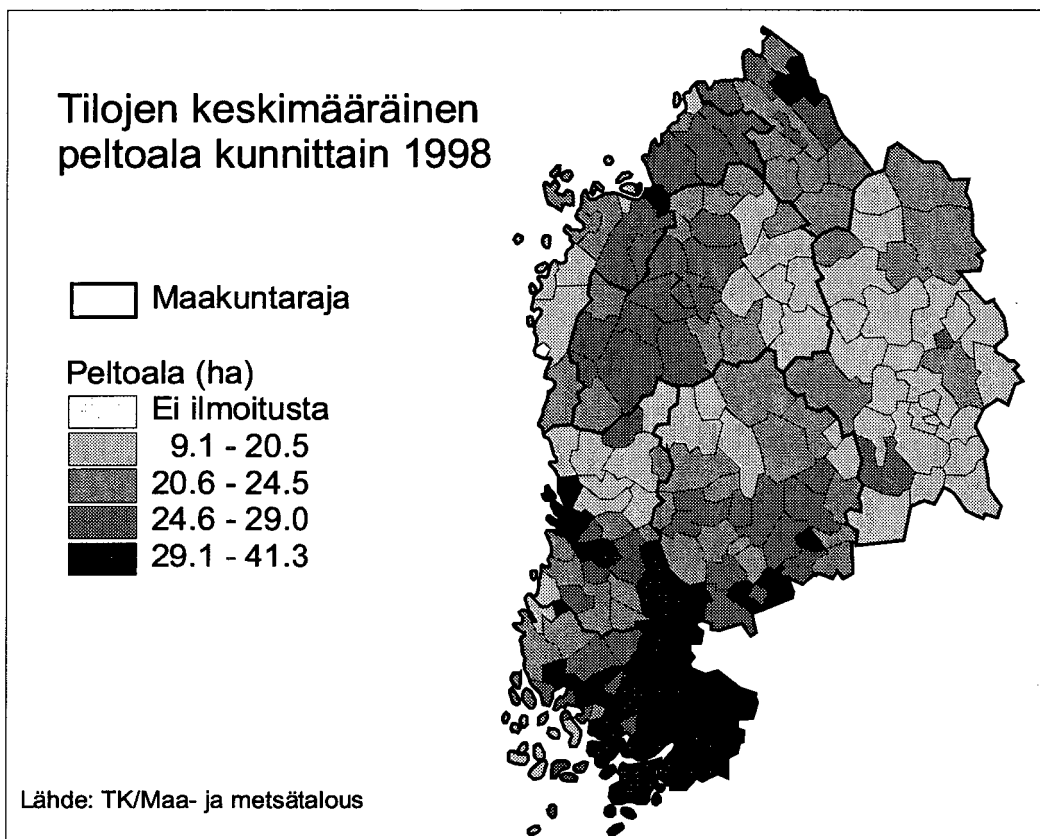 Tilojen keskimääräinen
peltoala kunnittain 1998
Maakuntaraja
Peltoala (ha)
Ei ilmoitusta
9.1 - 20.5
20.6 - 24.5
24.6 - 29.0
29.1 - 41.3
Lähde: TK/Maa- ja metsätalous